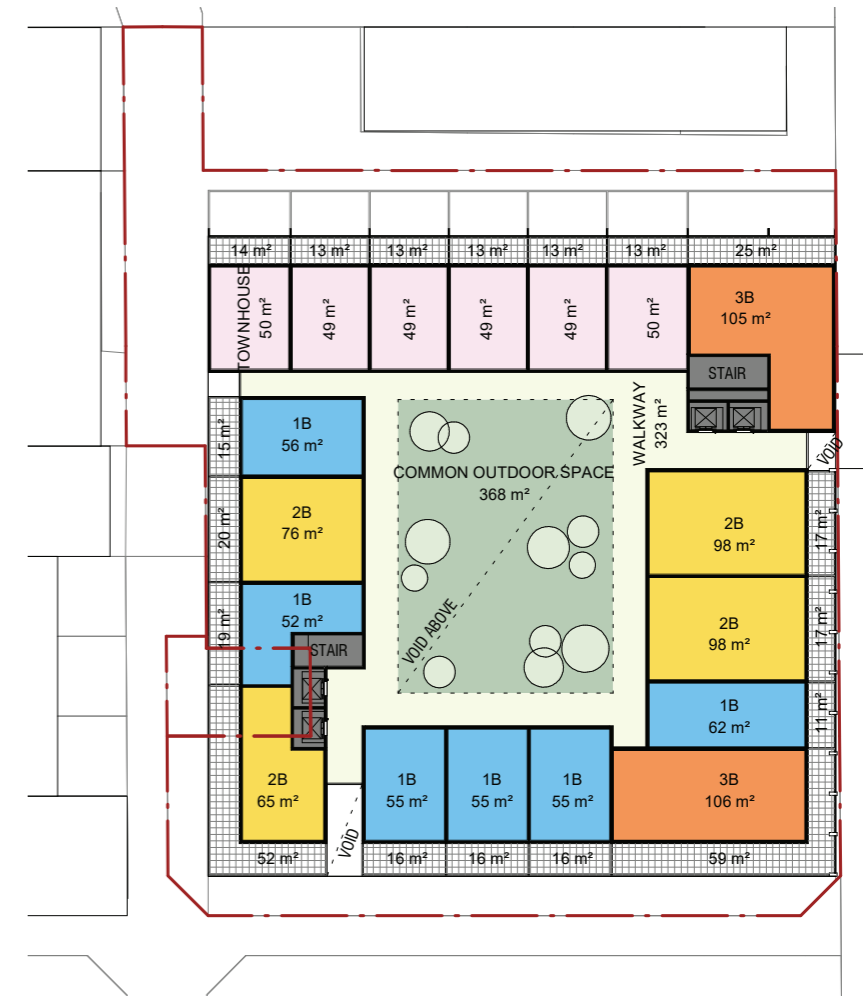 14 m²
13 m²
13 m²
13 m²
13 m²
13 m²
25 m²
TOWNHOUSE
50 m²
49 m²
49 m²
49 m²
49 m²
50 m²
3B
105 m²
STAIR
WALKWAY
323 m²
VOID
15 m²
1B
56 m²
COMMON OUTDOOR SPACE
368 m²
20 m²
2B
76 m²
2B
98 m²
17 m²
19 m²
1B
52 m²
VOID ABOVE
2B
98 m²
17 m²
STAIR
1B
62 m²
11 m²
2B
65 m²
1B
55 m²
1B
55 m²
1B
55 m²
3B
106 m²
VOID
52 m²
16 m²
16 m²
16 m²
59 m²